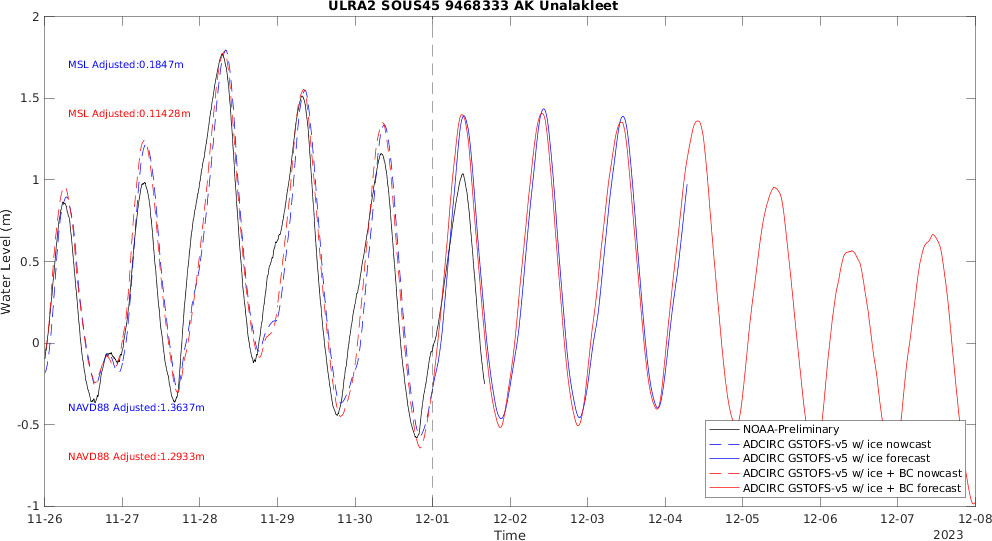 ULRA2 SOUS45 9468333 AK Unalakleet
2
1.5
1
0.5
0
-0.5
-1
Water Level (m)
MSL Adjusted:0.1847m
MSL Adjusted:0.11428m
NAVD88 Adjusted:1.3637m
NAVD88 Adjusted:1.2933m
NOAA-Preliminary
ADCIRC GSTOFS-v5 w/ ice nowcast
ADCIRC GSTOFS-v5 w/ ice forecast
ADCIRC GSTOFS-v5 w/ ice + BC nowcast
ADCIRC GSTOFS-v5 w/ ice + BC forecast
11-26 11-27 11-28 11-29 11-30 12-01 12-02 12-03 12-04 12-05 12-06 12-07 12-08
Time
2023